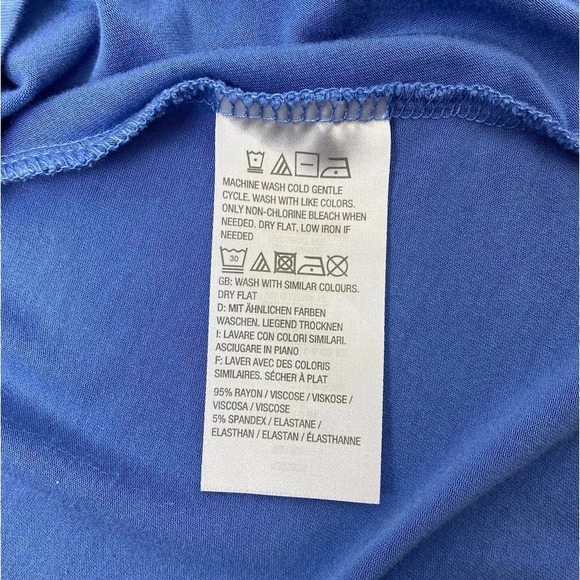 MACHINE WASH COLD GENTLE
CYCLE. WASH WITH LIKE COLORS.
ONLY NON-CHLORINE BLEACH WHEN
NEEDED. DRY FLAT. LOW IRON IF
NEEDED
30
GB: WASH WITH SIMILAR COLOURS.
DRY FLAT
D: MIT ÄHNLICHEN FARBEN
WASCHEN. LIEGEND TROCKNEN
I: LAVARE CON COLORI SIMILARI.
ASCIUGARE IN PIANO
F: LAVER AVEC DES COLORIS
SIMILAIRES. SÉCHER À PLAT
95% RAYON / VISCOSE / VISKOSE /
VISCOSA / VISCOSE
5% SPANDEX / ELASTANE /
ELASTHAN / ELASTAN / ÉLASTHANNE